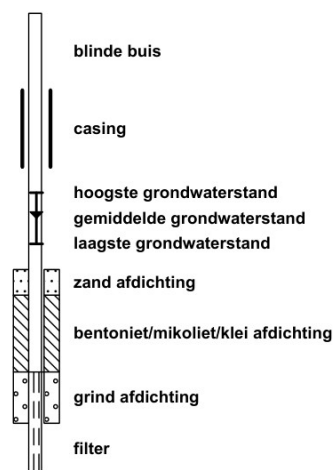 blinde buis
casing
hoogste grondwaterstand
gemiddelde grondwaterstand
laagste grondwaterstand
zand afdichting
bentoniet/mikoliet/klei afdichting
grind afdichting
filter